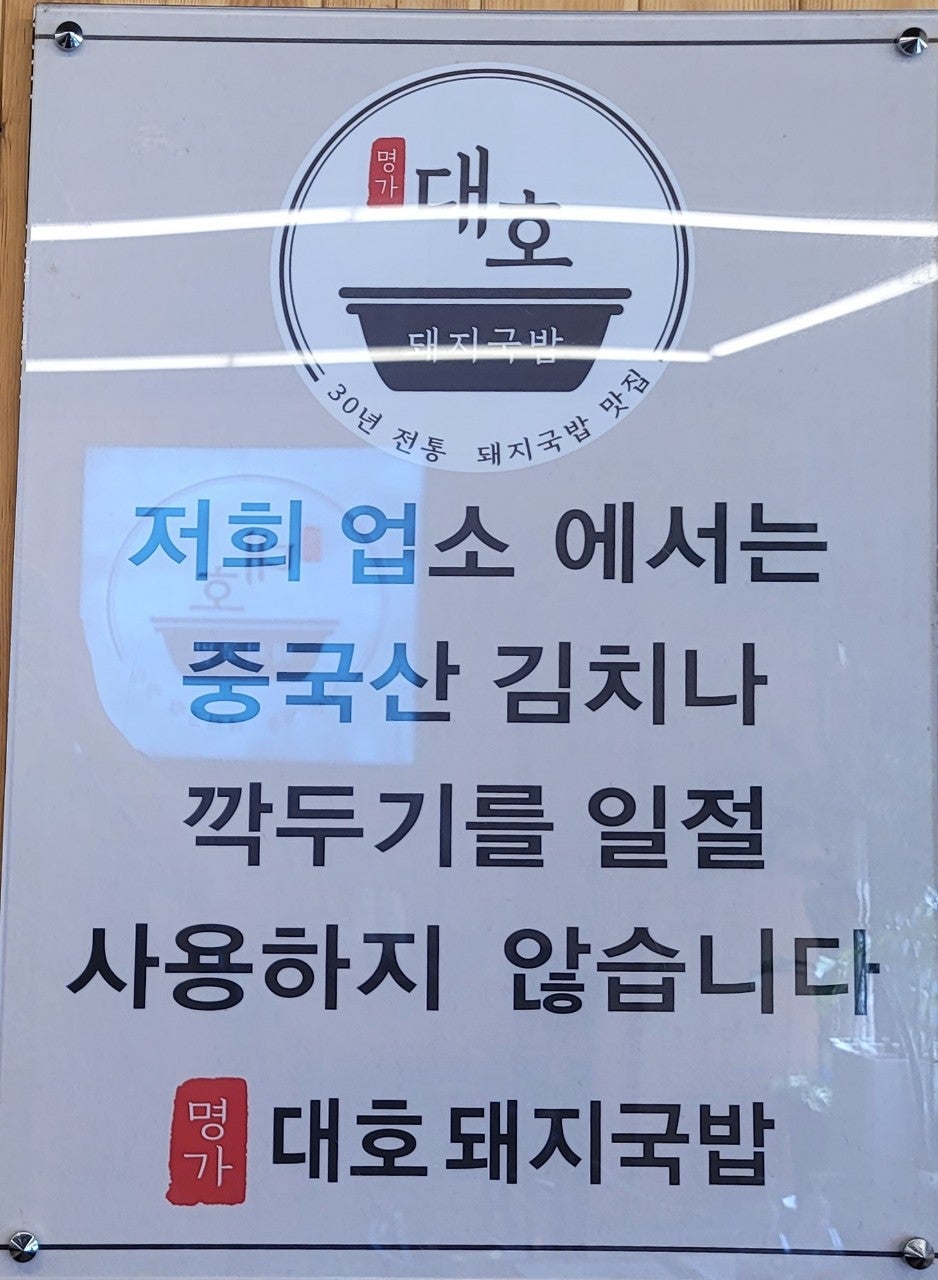 명가 대호
돼지국밥
30년 전통 돼지국밥 맛집
저희 업소 에서는
중국산 김치나
깍두기를 일절
사용하지 않습니다
명가 대호 돼지국밥